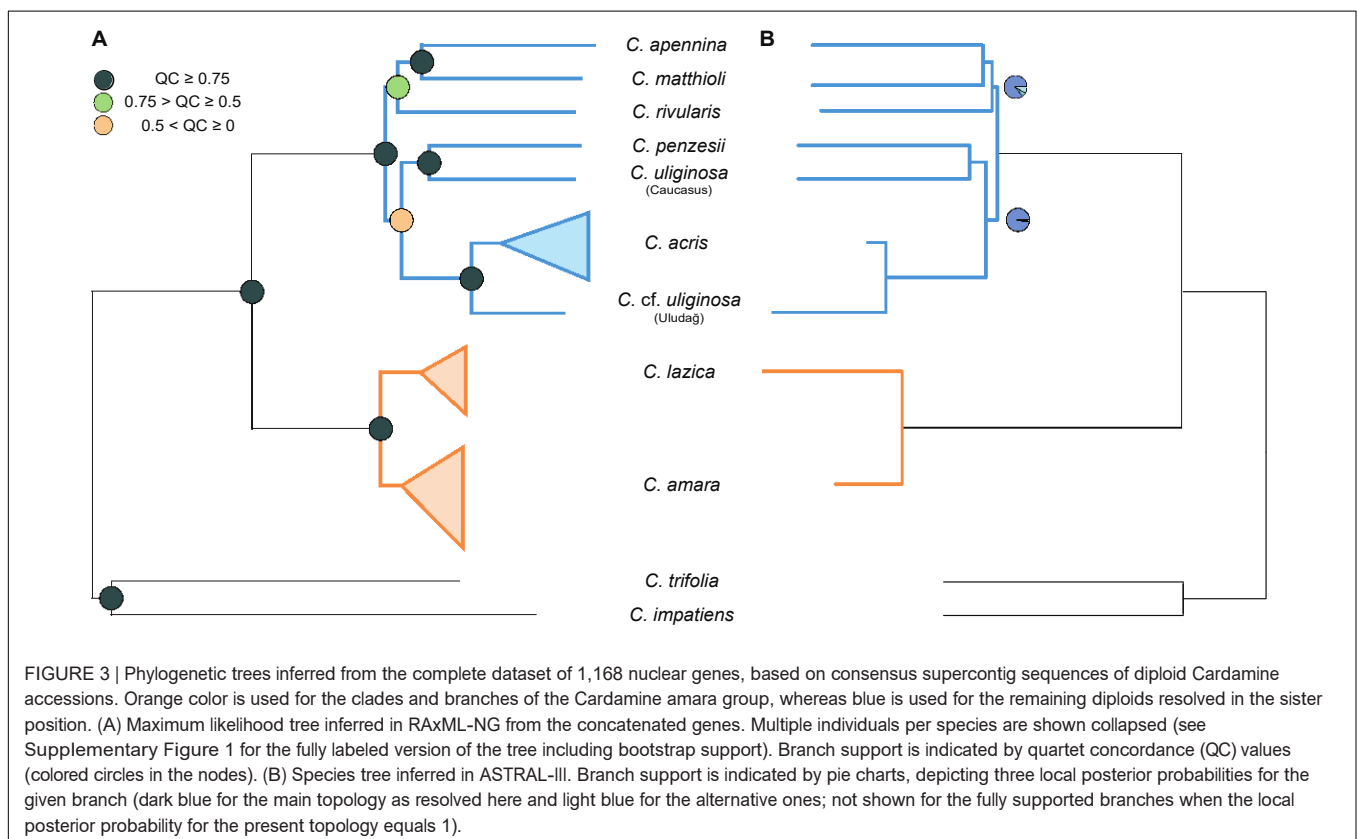 A
B
QC ≥ 0.75
0.75 > QC ≥ 0.5
0.5 < QC ≥ 0
C. apennina
C. matthioli
C. rivularis
C. penzesii
C. uliginosa
(Caucasus)
C. acris
C. cf. uliginosa
(Uludağ)
C. lazica
C. amara
C. trifolia
C. impatiens
FIGURE 3 | Phylogenetic trees inferred from the complete dataset of 1,168 nuclear genes, based on consensus supercontig sequences of diploid Cardamine
accessions. Orange color is used for the clades and branches of the Cardamine amara group, whereas blue is used for the remaining diploids resolved in the sister
position. (A) Maximum likelihood tree inferred in RAxML-NG from the concatenated genes. Multiple individuals per species are shown collapsed (see
Supplementary Figure 1 for the fully labeled version of the tree including bootstrap support). Branch support is indicated by quartet concordance (QC) values
(colored circles in the nodes). (B) Species tree inferred in ASTRAL-III. Branch support is indicated by pie charts, depicting three local posterior probabilities for the
given branch (dark blue for the main topology as resolved here and light blue for the alternative ones; not shown for the fully supported branches when the local
posterior probability for the present topology equals 1).